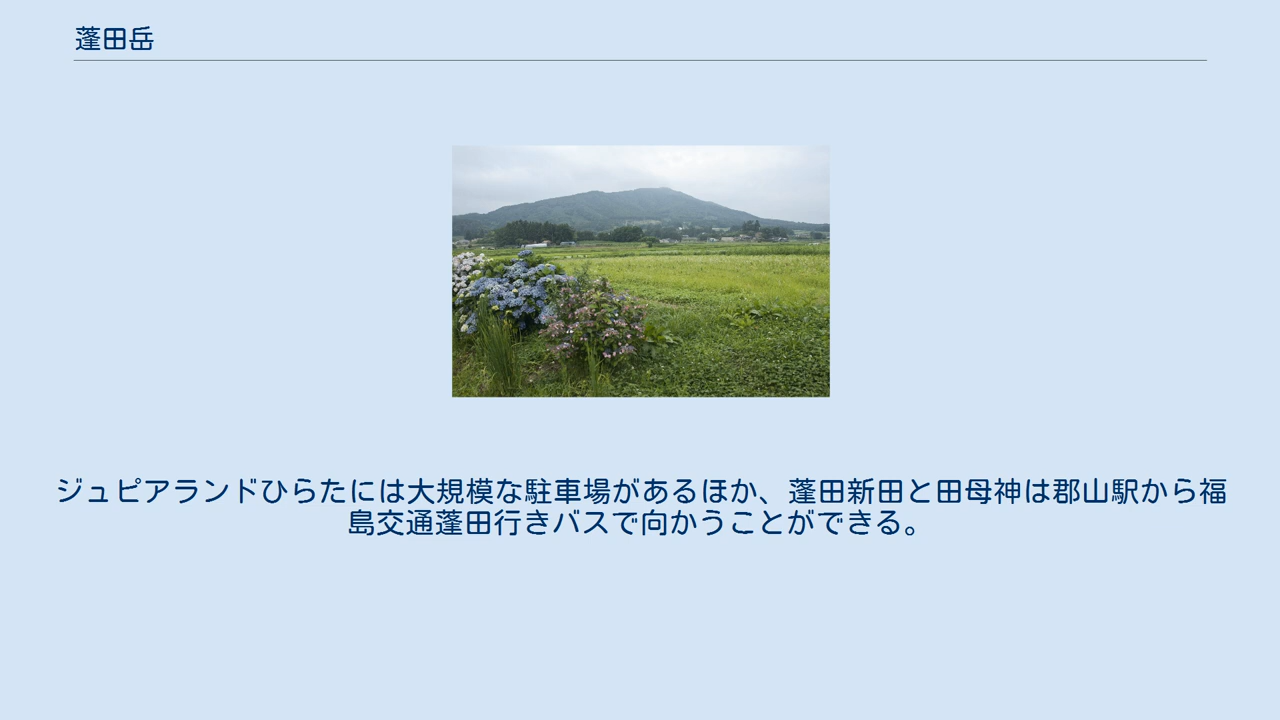 蓬田岳
ジュピアランドひらたには大規模な駐車場があるほか、蓬田新田と田母神は郡山駅から福
島交通蓬田行きバスで向かうことができる。